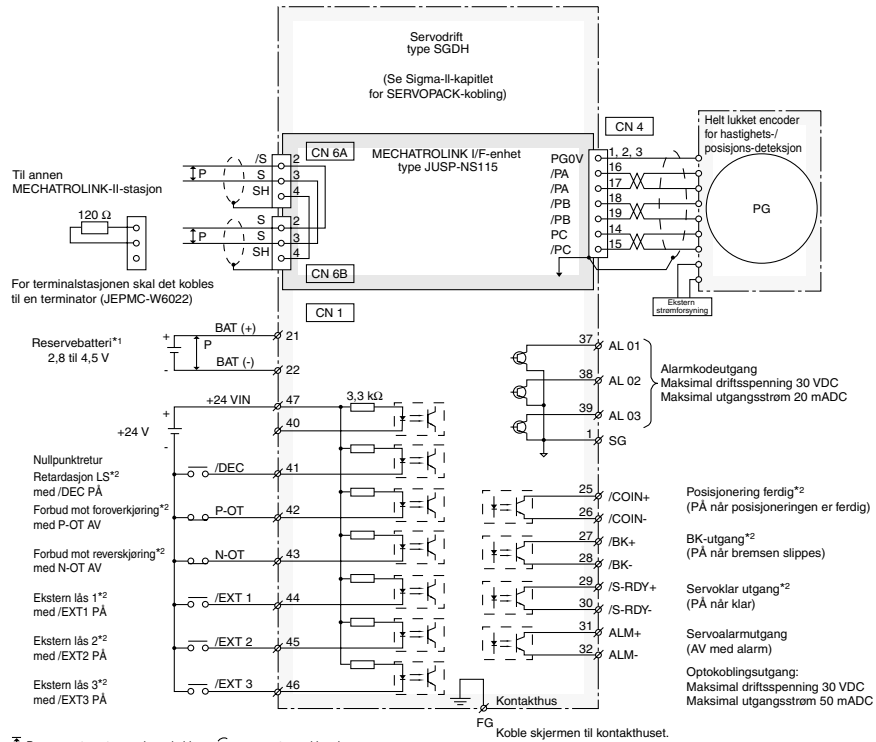 Servodrift
type SGDH
(Se Sigma-II-kapitlet
for SERVOPACK-kobling)
CN 4
Helt lukket encoder
for hastighets-/
posisjons-deteksjon
CN 6A
MECHATROLINK I/F-enhet
type JUSP-NS115
/S 2
P S 3
SH 4
Til annen
MECHATROLINK-II-stasjon
PG0V 1, 2, 3
/PA 16
/PA 17
/PB 18
/PB 19
PC 14
/PC 15
PG
120 Ω
S 2
P S 3
SH 4
CN 6B
For terminalstasjonen skal det kobles
til en terminator (JEPMC-W6022)
Ekstern
strømforsyning
CN 1
Reservebatteri*1
2,8 til 4,5 V
+ BAT (+) 21
P
- BAT (-) 22
+24 VIN 47
3,3 kΩ
+
40
+24 V
-
37 AL 01
38 AL 02
39 AL 03
1 SG
Alarmkodeutgang
Maksimal driftsspenning 30 VDC
Maksimal utgangsstrøm 20 mADC
Nullpunktretur
Retardasjon LS*2
med /DEC PÅ
/DEC 41
Forbud mot foroverkjøring*2
med P-OT AV
P-OT 42
Forbud mot reverskjøring*2
med N-OT AV
N-OT 43
Ekstern lås 1*2
med /EXT1 PÅ
/EXT 1 44
Ekstern lås 2*2
med /EXT2 PÅ
/EXT 2 45
Ekstern lås 3*2
med /EXT3 PÅ
/EXT 3 46
25 /COIN+
26 /COIN-
Posisjonering ferdig*2
(PÅ når posisjoneringen er ferdig)
27 /BK+
28 /BK-
BK-utgang*2
(PÅ når bremsen slippes)
29 /S-RDY+
30 /S-RDY-
Servoklar utgang*2
(PÅ når klar)
31 ALM+
32 ALM-
Servoalarmutgang
(AV med alarm)
Optokoblingsutgang:
Maksimal driftsspenning 30 VDC
Maksimal utgangsstrøm 50 mADC
Kontakthus
FG
Koble skjermen til kontakthuset.